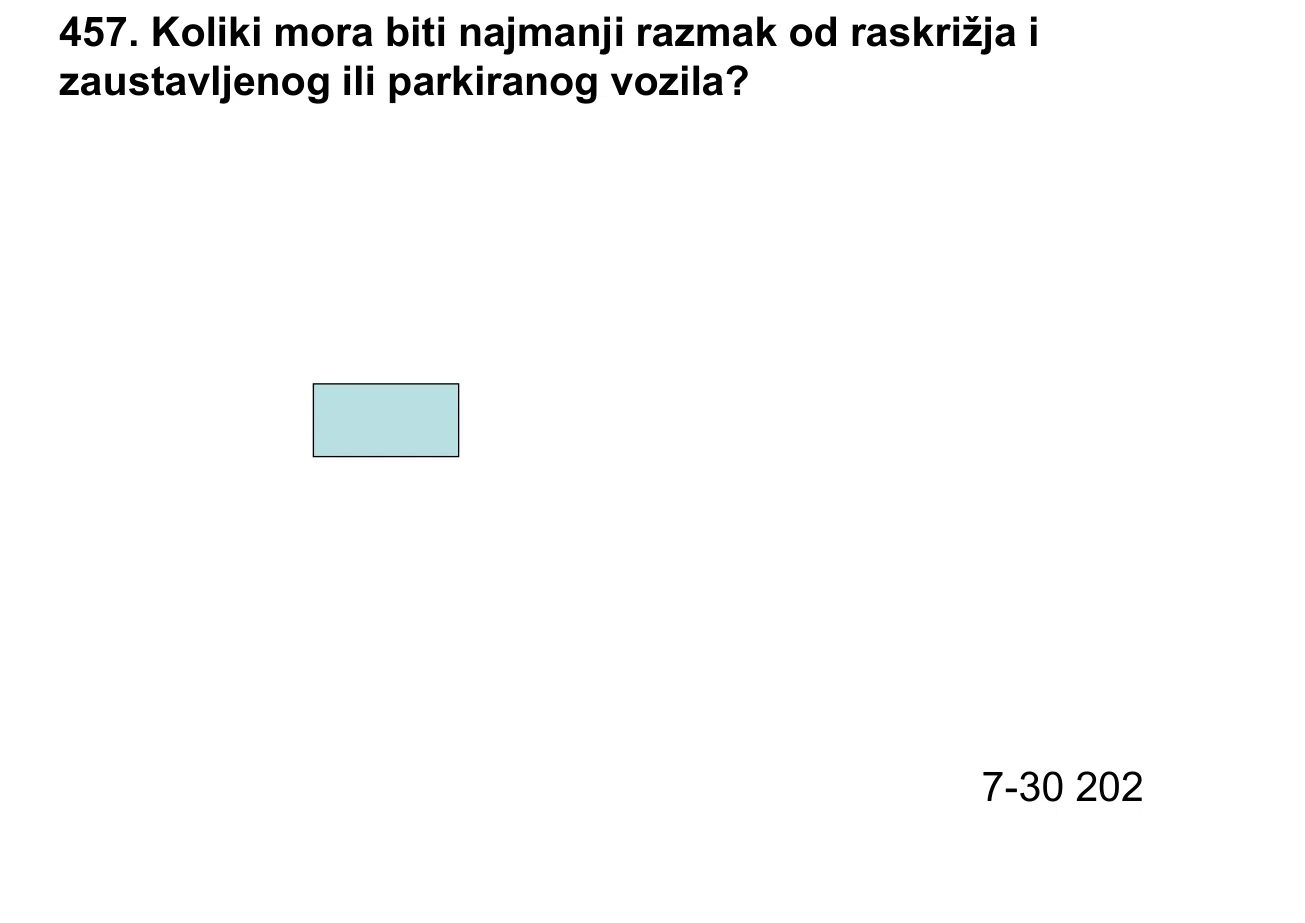 457. Koliki mora biti najmanji razmak od raskrižja i
zaustavljenog ili parkiranog vozila?
7-30 202